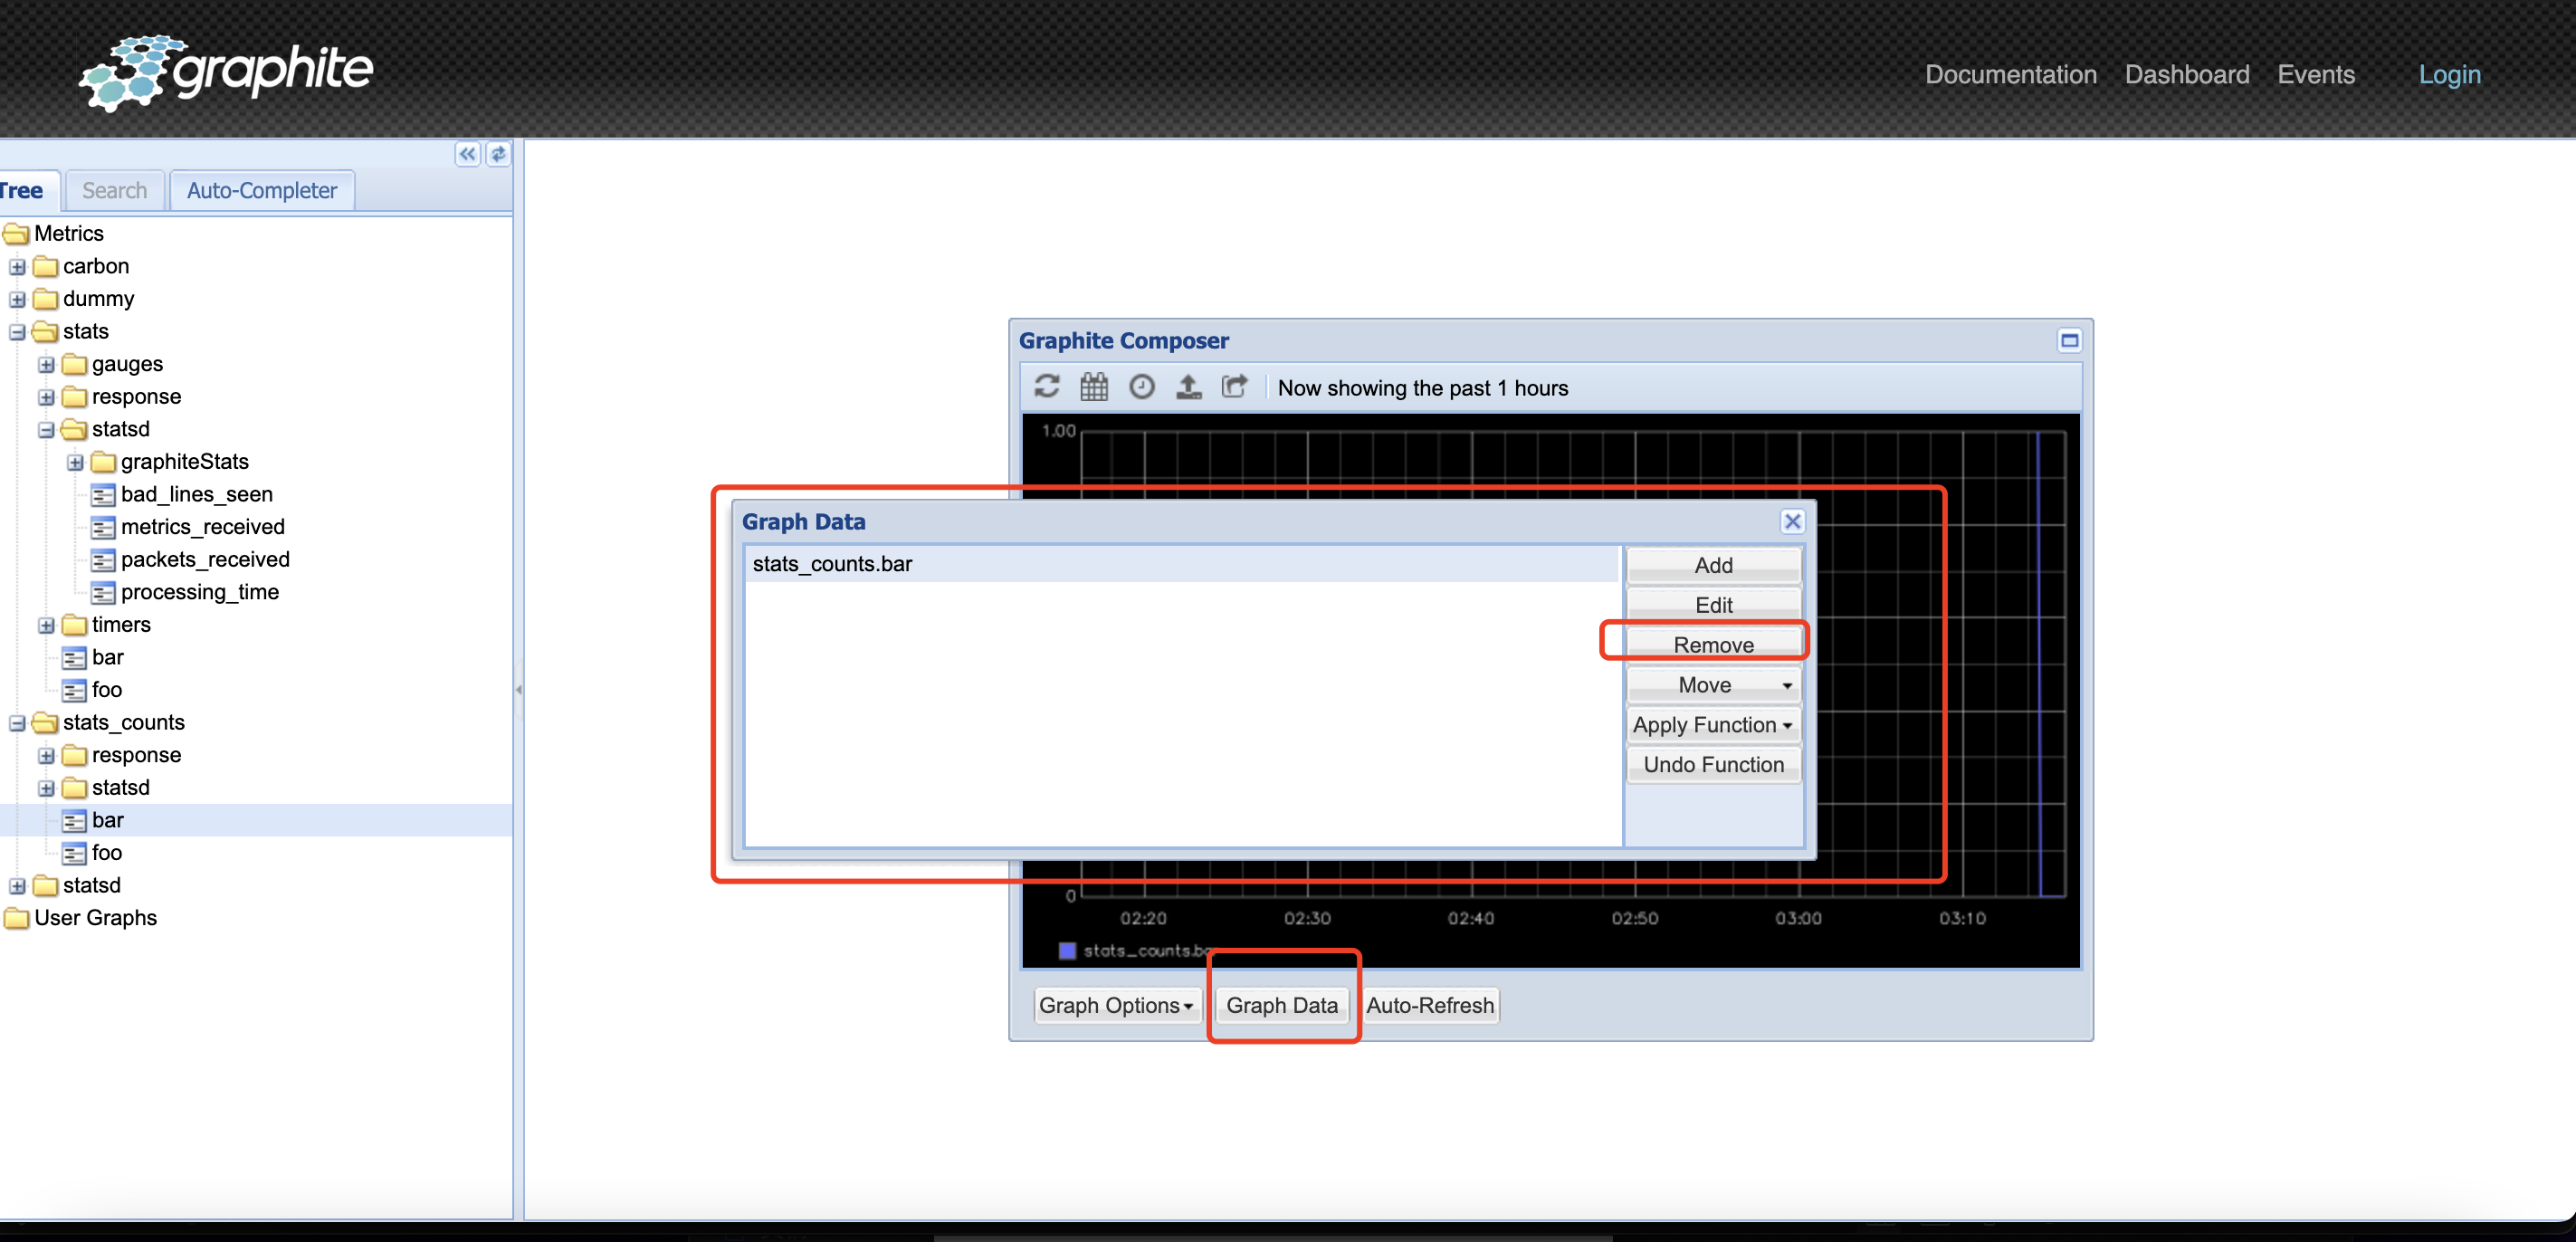 graphite
Documentation Dashboard Events Login
Tree Search Auto-Completer
Metrics
carbon
dummy
stats
gauges
response
statsd
graphiteStats
bad_lines_seen
metrics_received
packets_received
processing_time
timers
bar
foo
stats_counts
response
statsd
bar
foo
statsd
User Graphs
Graphite Composer
Now showing the past 1 hours
1.00
Graph Data
stats_counts.bar
Add
Edit
Remove
Move
Apply Function
Undo Function
0
02:20 02:30 02:40 02:50 03:00 03:10
stats_counts.bar
Graph Options Graph Data Auto-Refresh